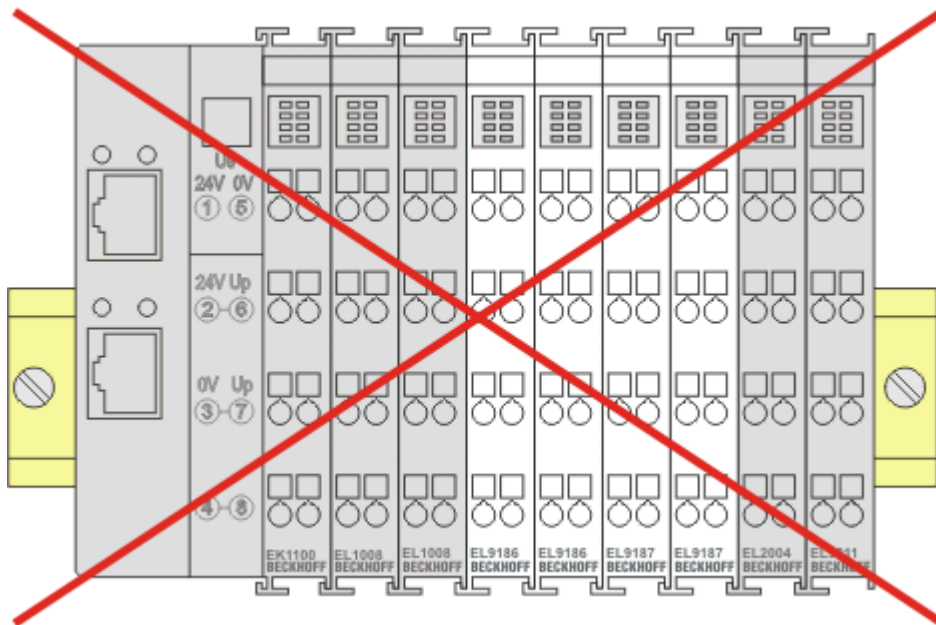 Us
24V 0V
1 5
24V Up
2 6
0V Up
3 7
4 8
EK1100 EL1008 EL1008 EL9186 EL9186 EL9187 EL9187 EL2004
BECKHOFF BECKHOFF BECKHOFF BECKHOFF BECKHOFF BECKHOFF BECKHOFF BECKHOFF BECKHOFF